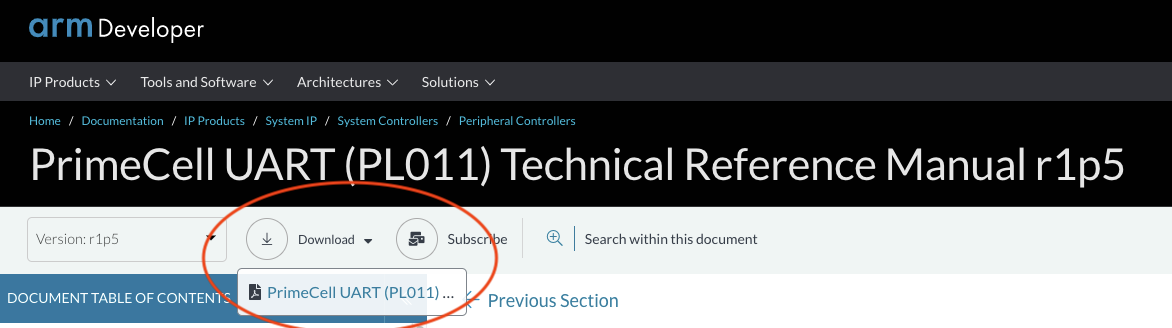 arm Developer
IP Products Tools and Software Architectures Solutions
Home / Documentation / IP Products / System IP / System Controllers / Peripheral Controllers
PrimeCell UART (PL011) Technical Reference Manual r1p5
Version: r1p5 Download Subscribe Search within this document
PrimeCell UART (PL011) ...
DOCUMENT TABLE OF CONTENTS Previous Section